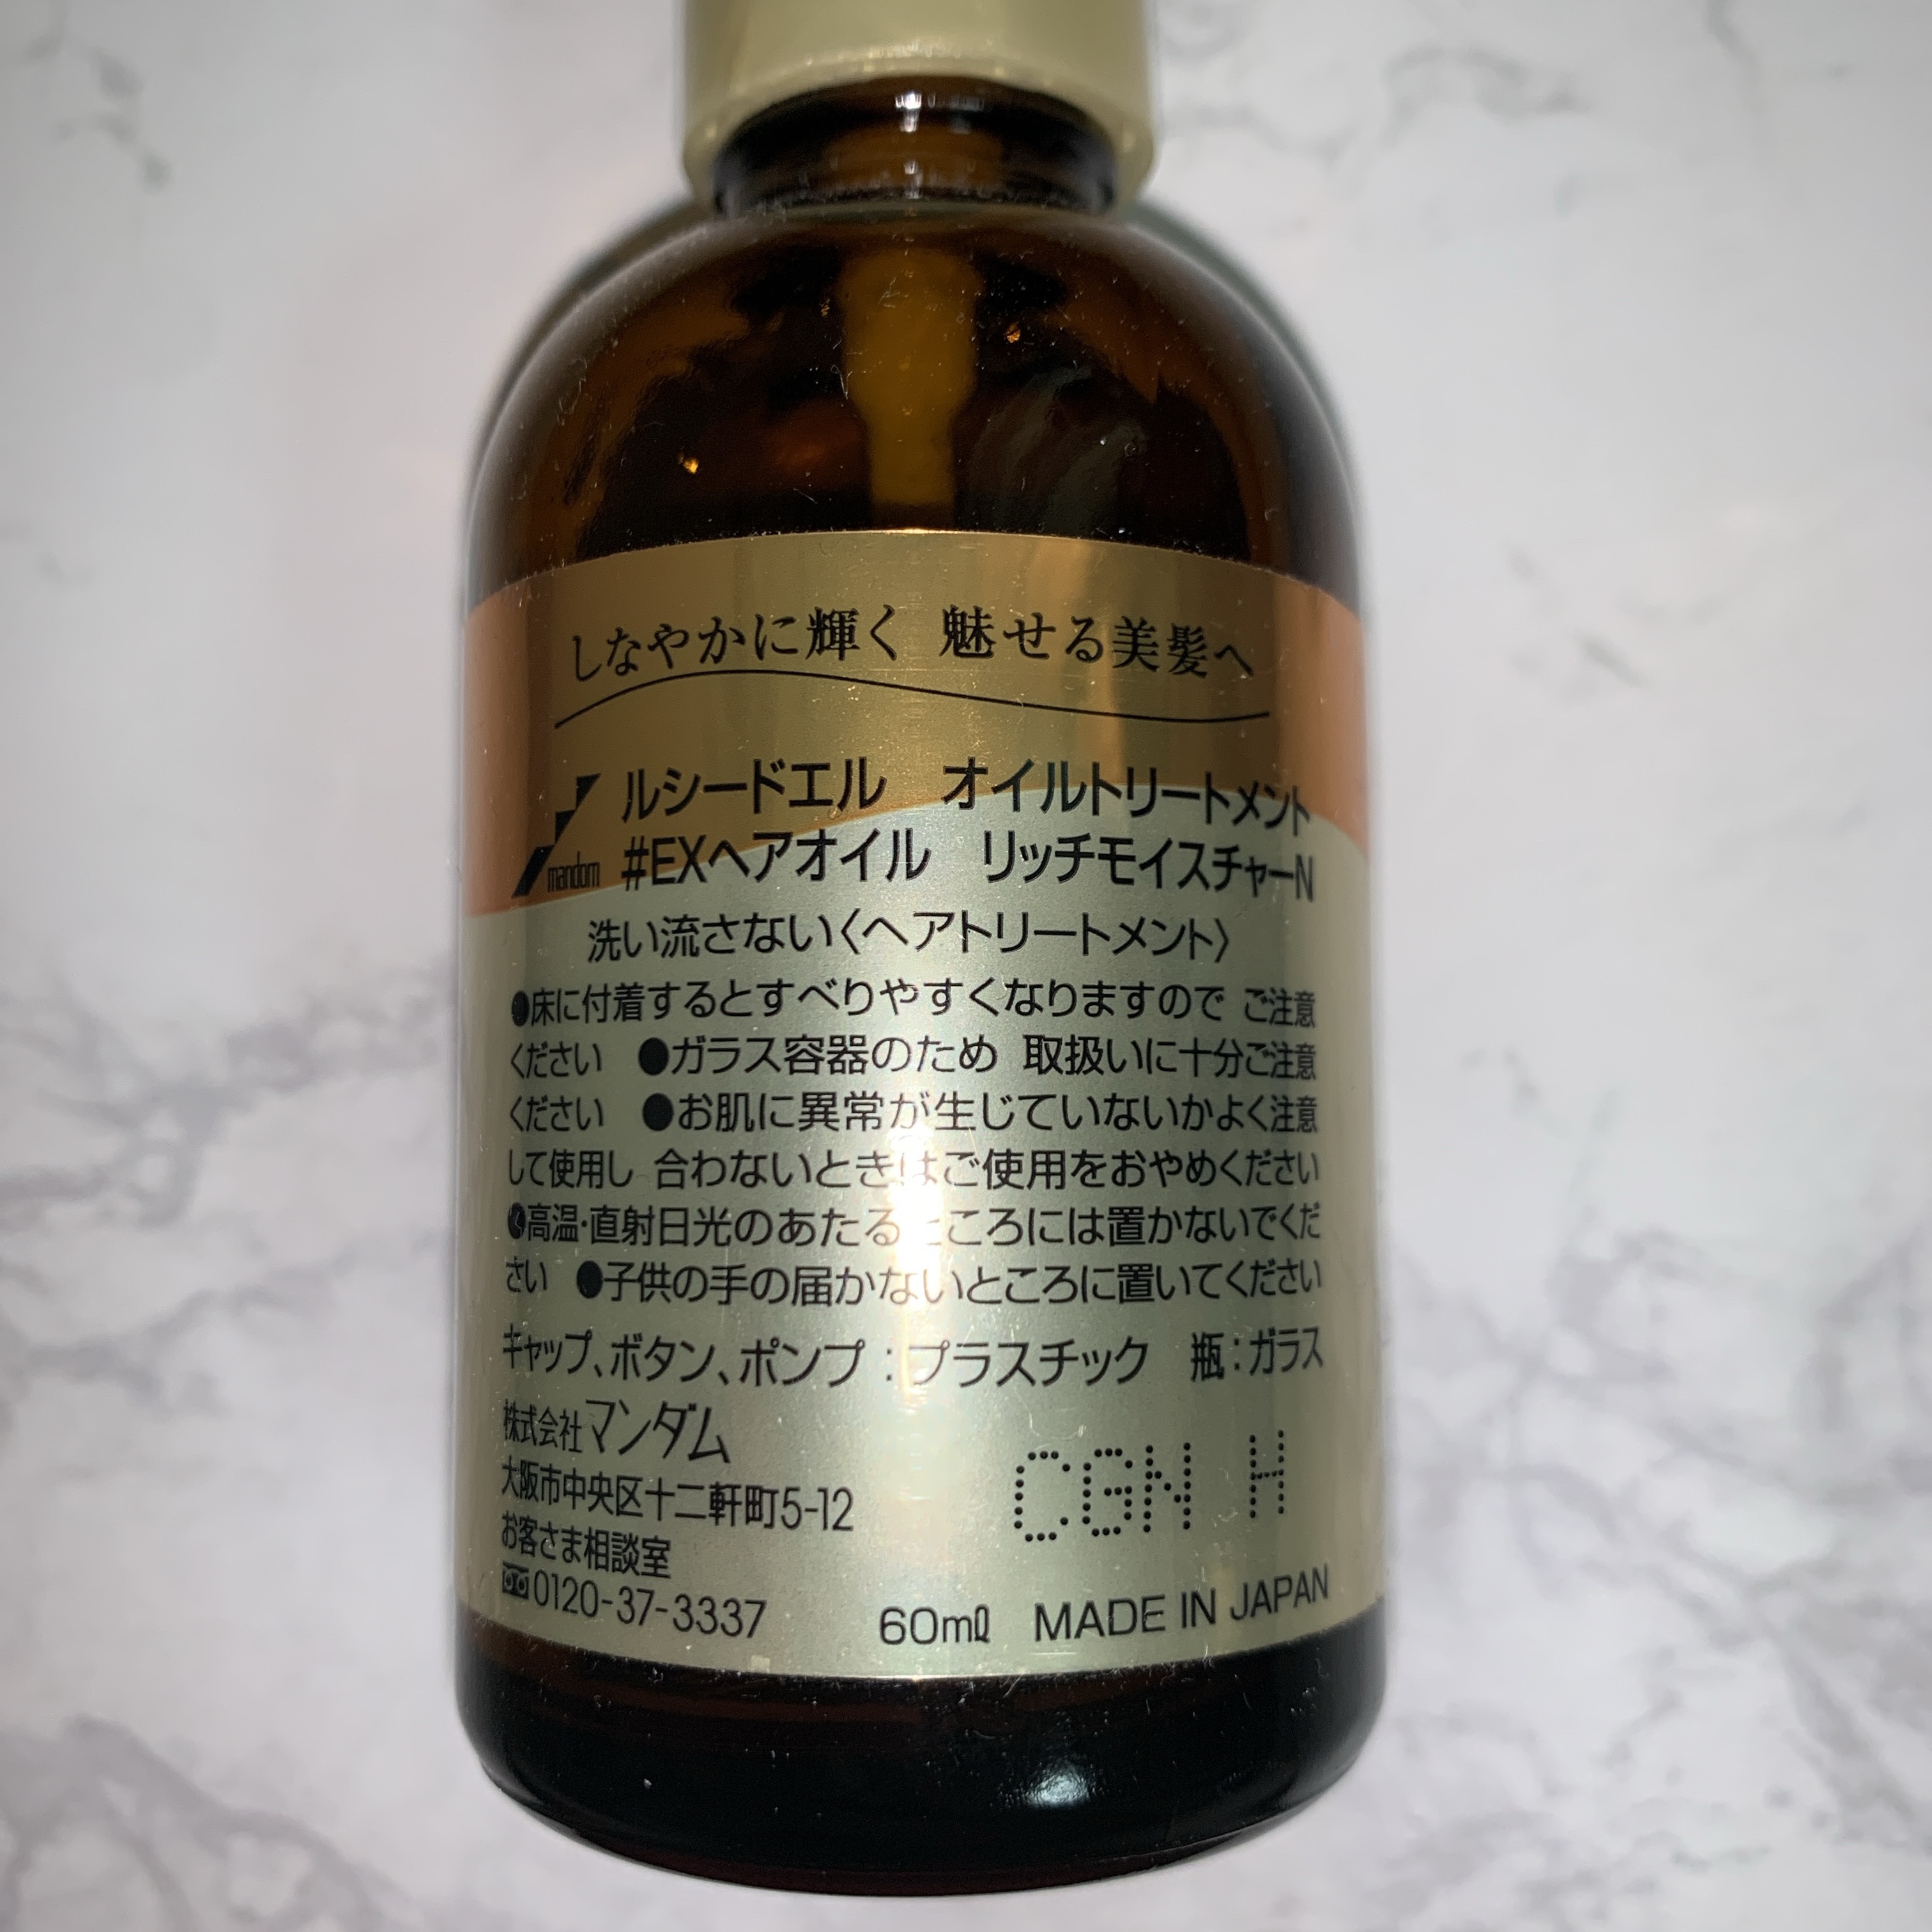 しなやかに輝く 魅せる美髪へ
mandom
ルシードエル オイルトリートメント
#EXヘアオイル リッチモイスチャーN
洗い流さない〈ヘアトリートメント〉
●床に付着するとすべりやすくなりますので ご注意
ください ●ガラス容器のため 取扱いに十分ご注意
ください ●お肌に異常が生じていないかよく注意
して使用し 合わないときはご使用をおやめください
●高温・直射日光のあたるところには置かないでくだ
さい ●子供の手の届かないところに置いてください
キャップ、ボタン、ポンプ：プラスチック 瓶：ガラス
株式会社マンダム
大阪市中央区十二軒町5-12
お客さま相談室
0120-37-3337
CGN H
60mℓ MADE IN JAPAN